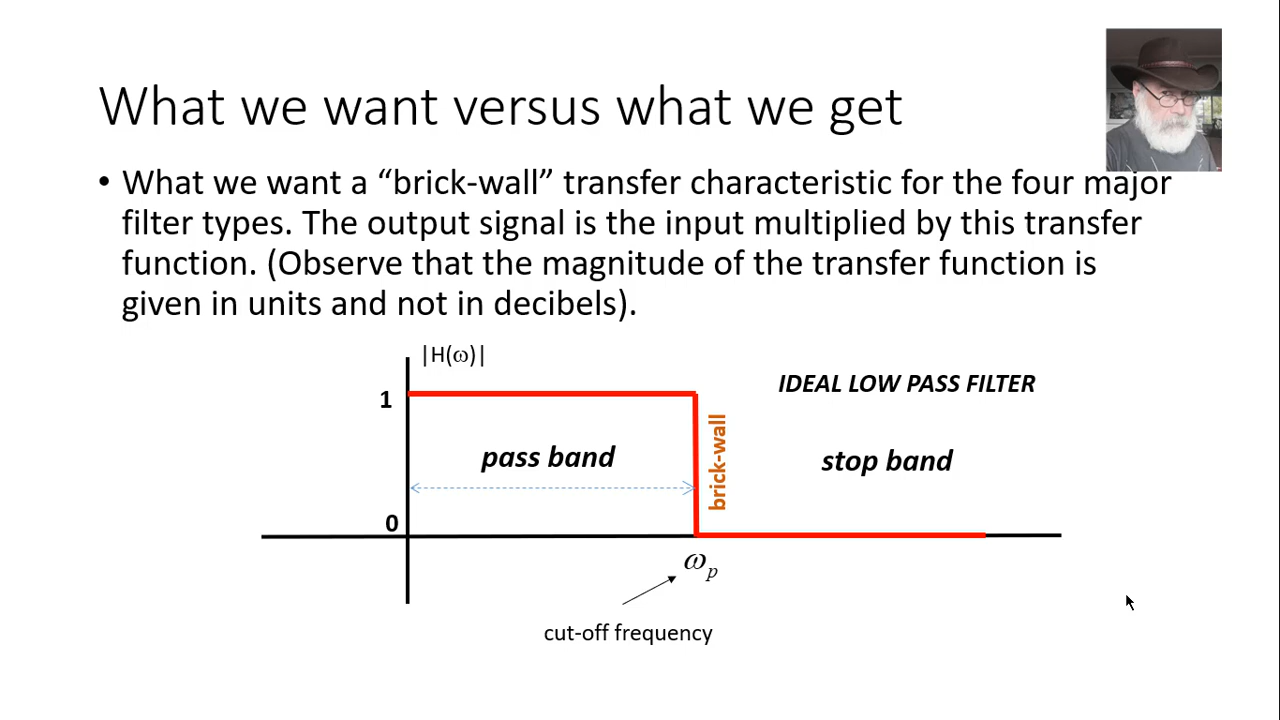 What we want versus what we get
• What we want a “brick-wall” transfer characteristic for the four major
filter types. The output signal is the input multiplied by this transfer
function. (Observe that the magnitude of the transfer function is
given in units and not in decibels).
|H(ω)|
IDEAL LOW PASS FILTER
1
brick-wall
pass band
stop band
0
ωp
cut-off frequency